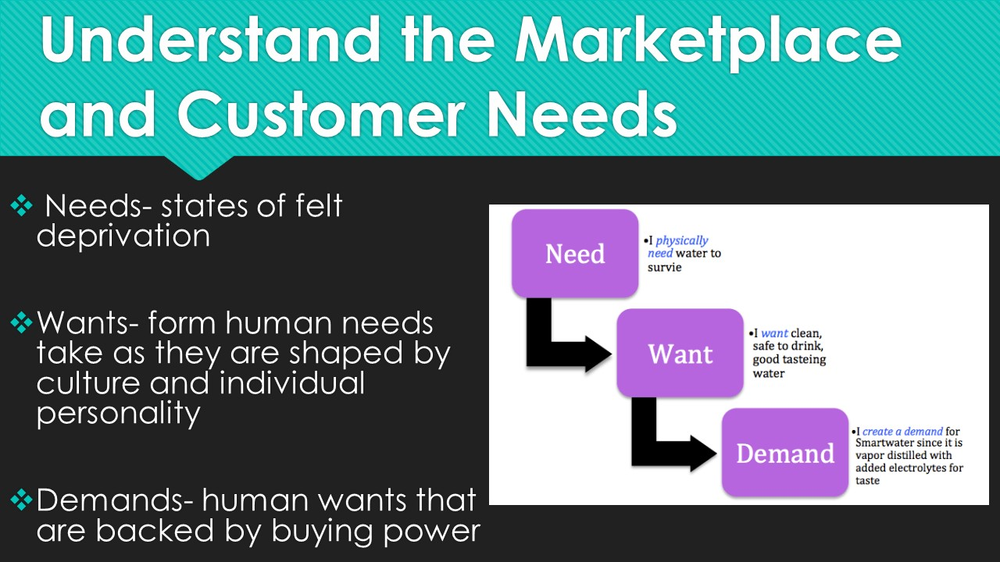 Understand the Marketplace
and Customer Needs
❖ Needs- states of felt
deprivation
❖Wants- form human needs
take as they are shaped by
culture and individual
personality
❖Demands- human wants that
are backed by buying power
Need
•I physically
need water to
survie
Want
•I want clean,
safe to drink,
good tasteing
water
Demand
•I create a demand for
Smartwater since it is
vapor distilled with
added electrolytes for
taste